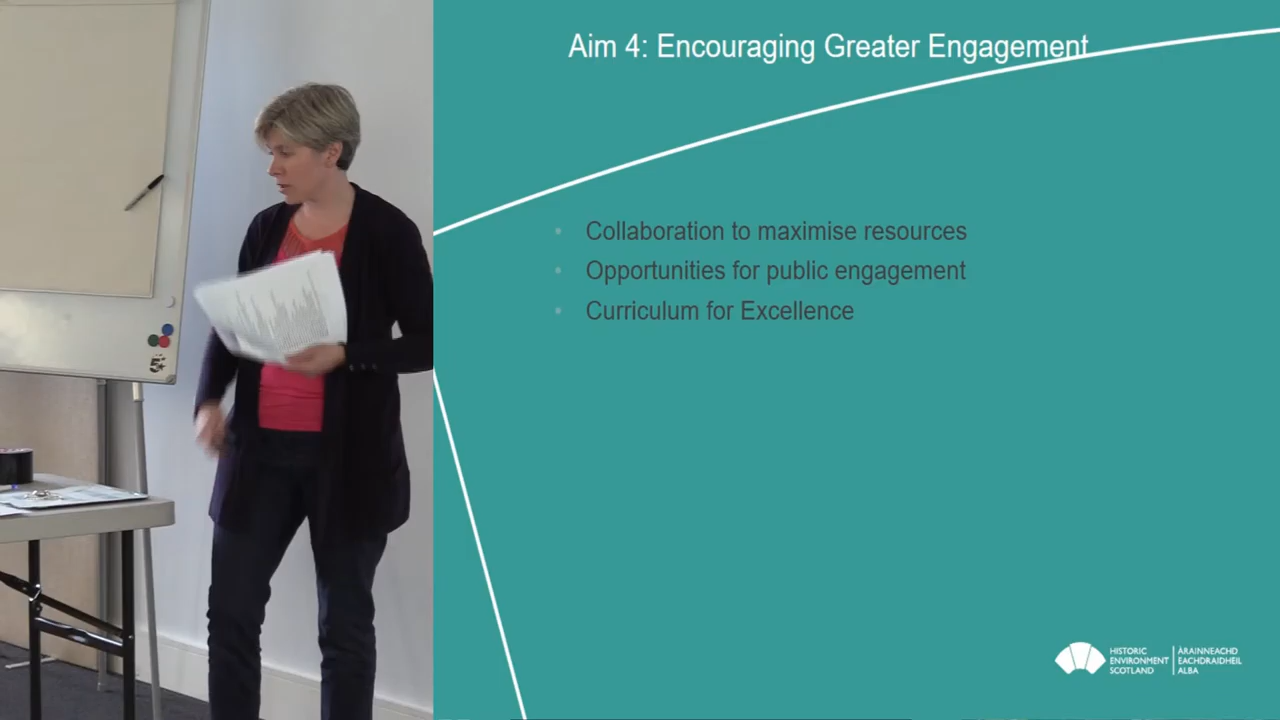 Aim 4: Encouraging Greater Engagement
Collaboration to maximise resources
Opportunities for public engagement
Curriculum for Excellence
HISTORIC
ENVIRONMENT
SCOTLAND
ÀRAINNEACHD
EACHDRAIDHEIL
ALBA
5